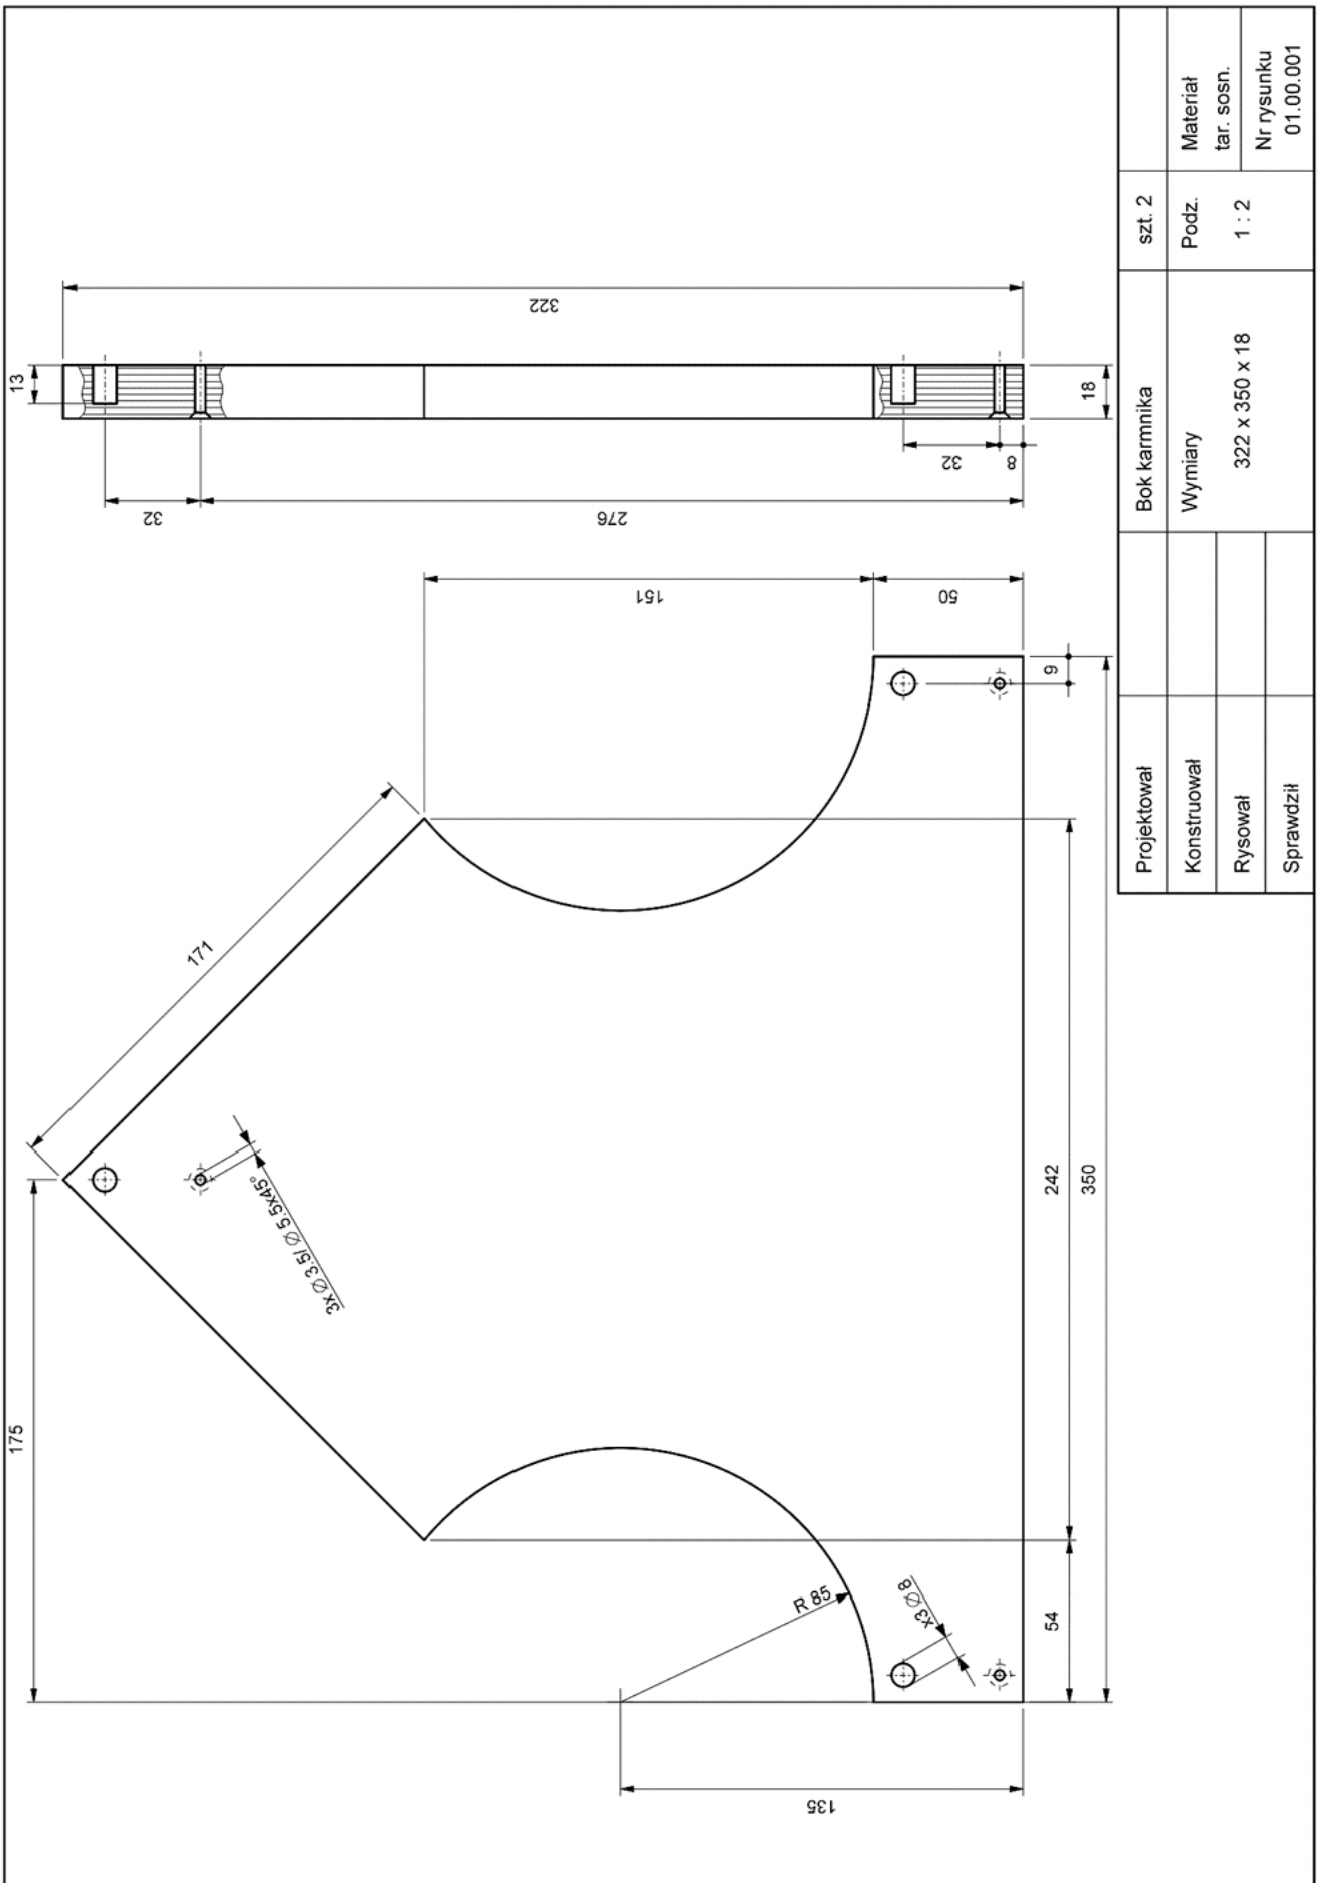 13
322
32
276
32
8
18
151
50
9
171
175
3x Ø 3.5/ Ø 5.5x45°
242
350
R 85
x3 Ø 8
54
135
Projektował
Konstruował
Rysował
Sprawdził
Bok karmnika
szt. 2
Wymiary
322 x 350 x 18
Podz.
1 : 2
Materiał
tar. sosn.
Nr rysunku
01.00.001